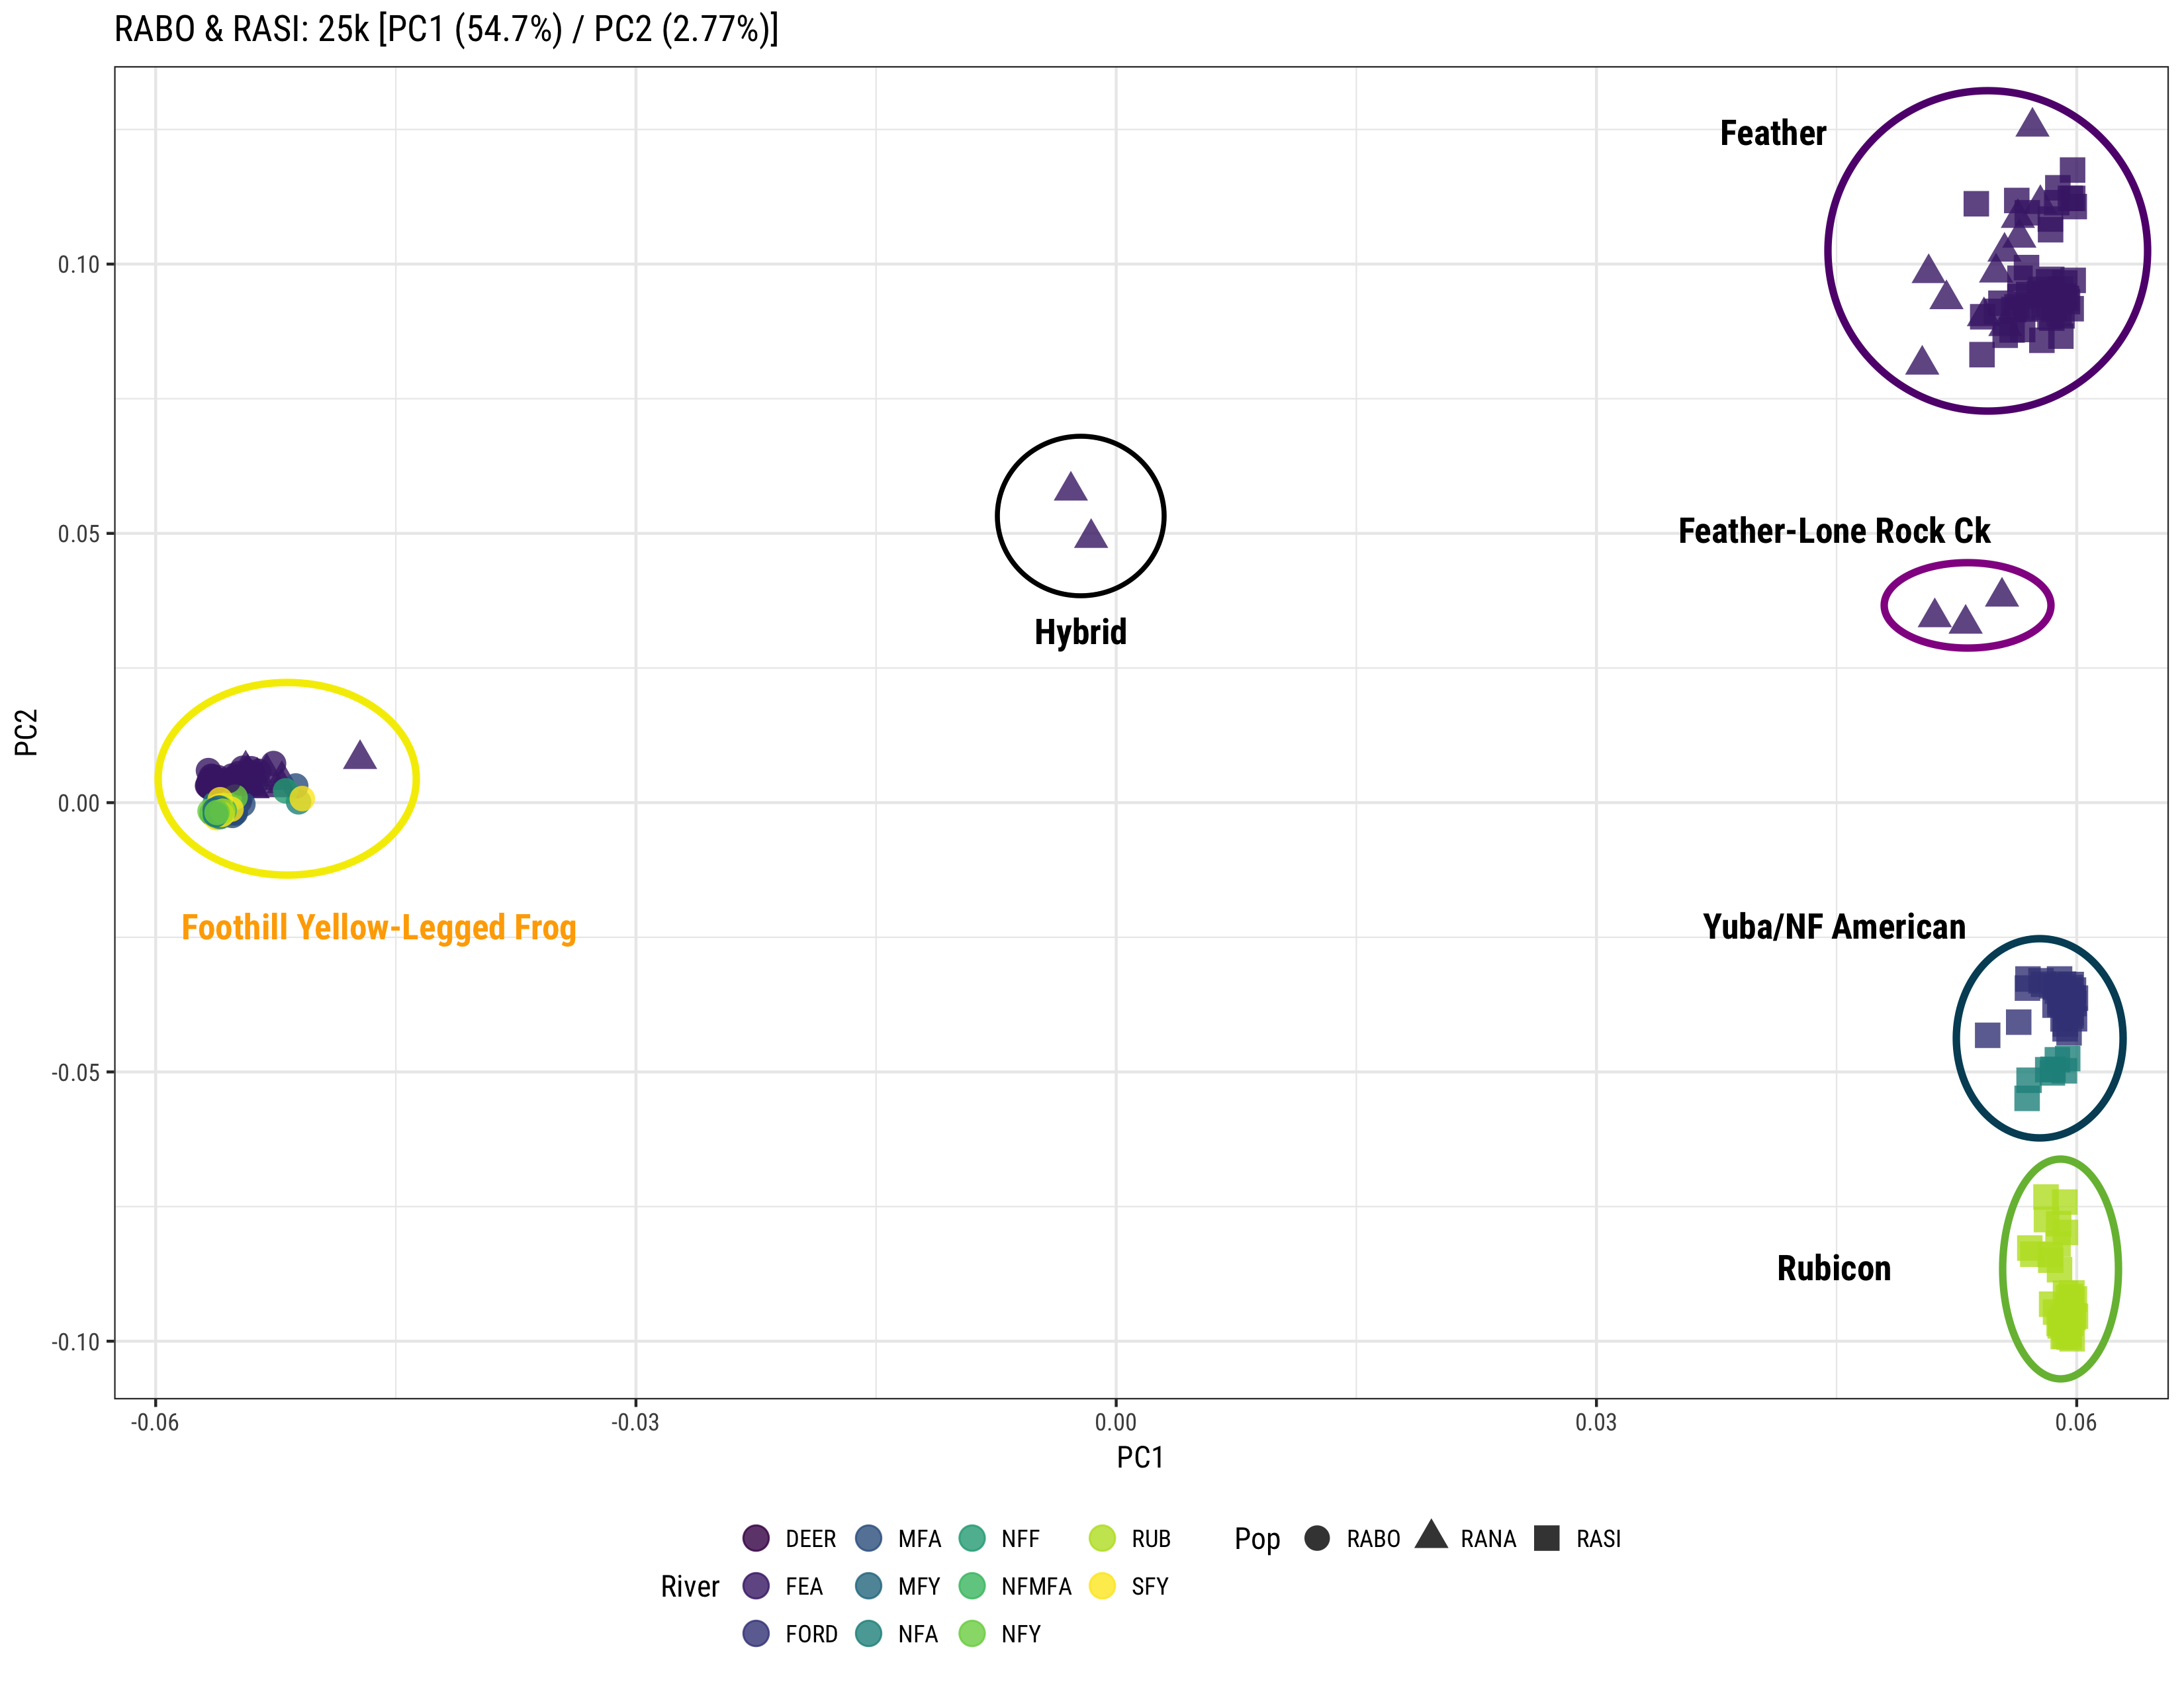 RABO & RASI: 25k [PC1 (54.7%) / PC2 (2.77%)]
Feather
0.10
0.05
Feather-Lone Rock Ck
Hybrid
PC2
0.00
Foothill Yellow-Legged Frog
Yuba/NF American
-0.05
Rubicon
-0.10
-0.06 -0.03 0.00 0.03 0.06
PC1
DEER MFA NFF RUB Pop RABO RANA RASI
River FEA MFY NFMFA SFY
FORD NFA NFY